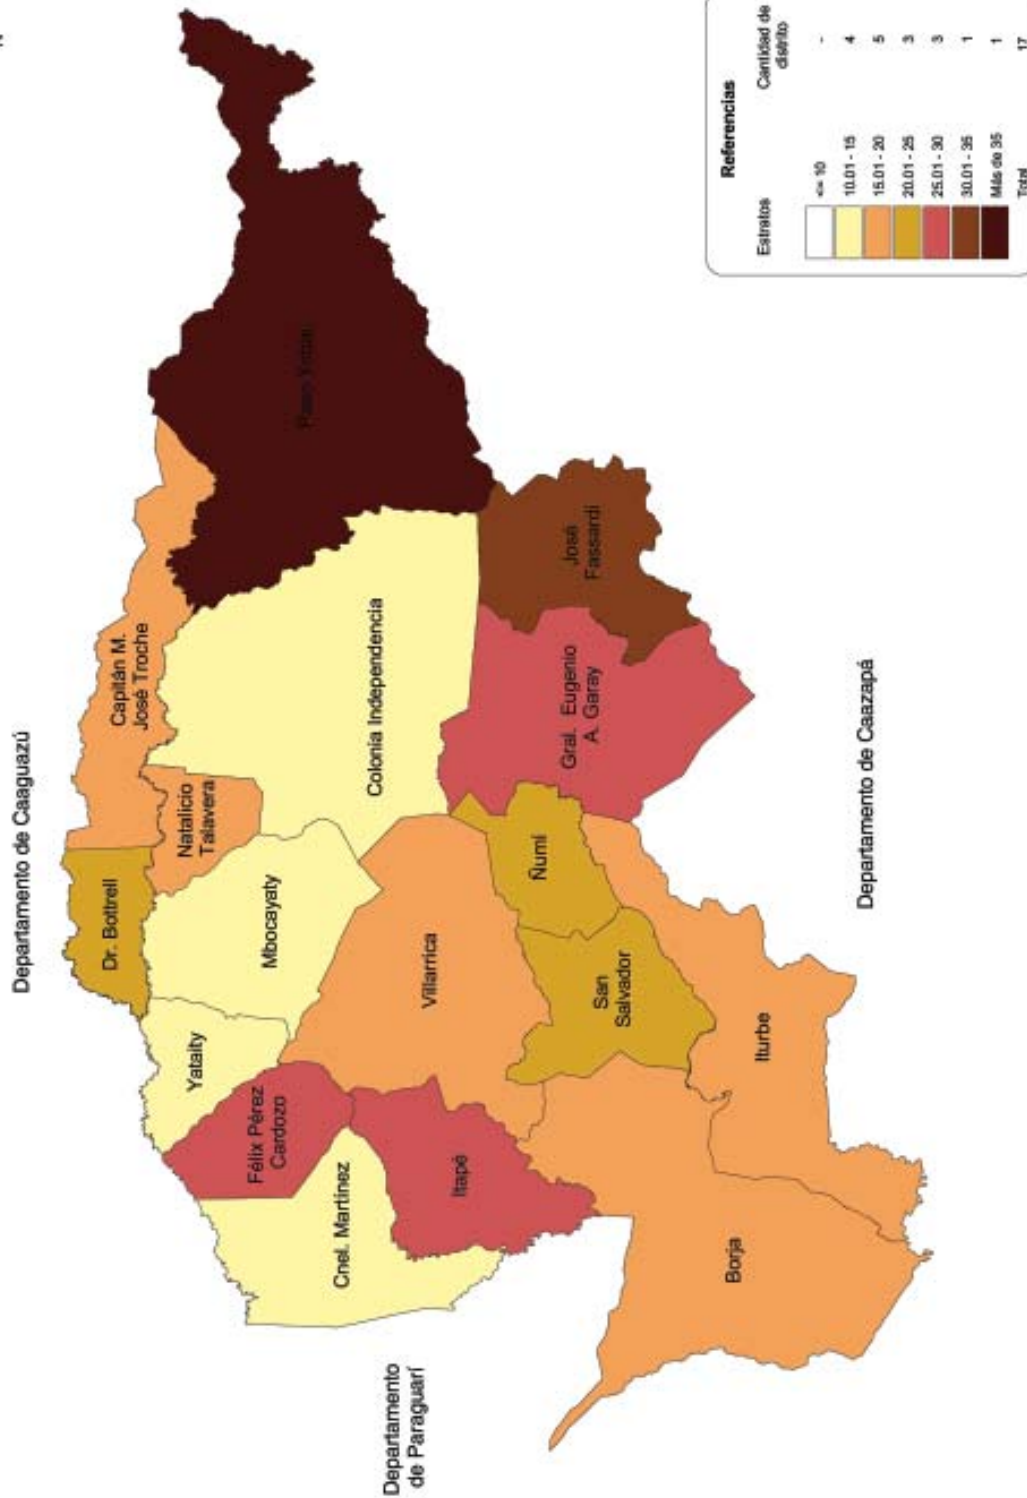 Departamento de Caaguazú
Dr. Bottrell
Capitán M.
José Troche
Natalicio
Talavera
Yataity
Mbocayaty
Félix Pérez
Cardozo
Colonia Independencia
Paso Yobai
Cnel. Martínez
Villarrica
Itapé
Departamento
de Paraguarí
Ñumí
Gral. Eugenio
A. Garay
José
Fassardi
San
Salvador
Borja
Iturbe
Departamento de Caazapá
Referencias
Estratos Cantidad de
distrito
<= 10 -
10.01 - 15 4
15.01 - 20 5
20.01 - 25 3
25.01 - 30 3
30.01 - 35 1
Más de 35 1
Total 17